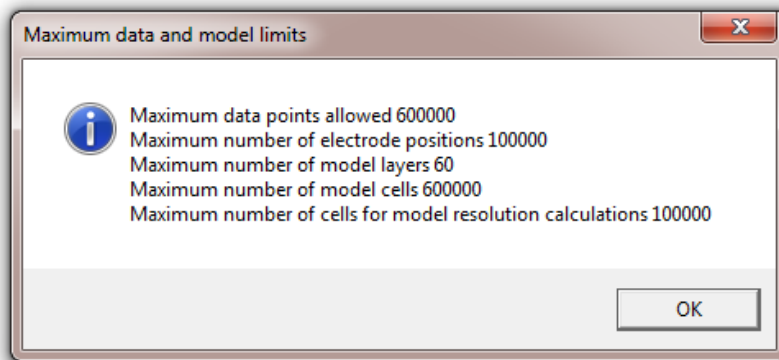 Maximum data and model limits
Maximum data points allowed 600000
Maximum number of electrode positions 100000
Maximum number of model layers 60
Maximum number of model cells 600000
Maximum number of cells for model resolution calculations 100000
OK